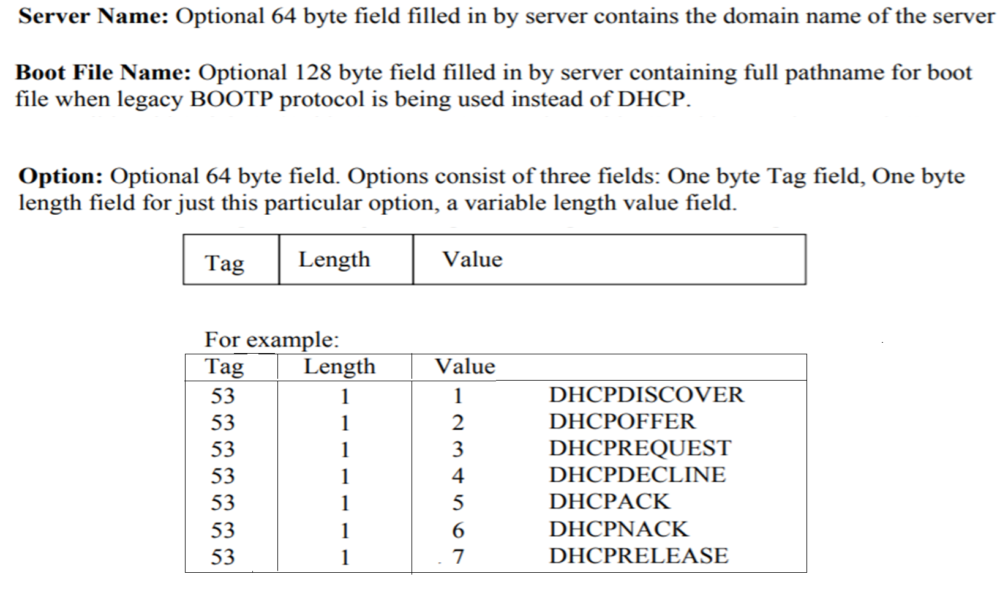 Server Name: Optional 64 byte field filled in by server contains the domain name of the server
Boot File Name: Optional 128 byte field filled in by server containing full pathname for boot
file when legacy BOOTP protocol is being used instead of DHCP.
Option: Optional 64 byte field. Options consist of three fields: One byte Tag field, One byte
length field for just this particular option, a variable length value field.
Tag Length Value
For example:
Tag Length Value
53 1 1 DHCPDISCOVER
53 1 2 DHCPOFFER
53 1 3 DHCPREQUEST
53 1 4 DHCPDECLINE
53 1 5 DHCPACK
53 1 6 DHCPNACK
53 1 7 DHCPRELEASE